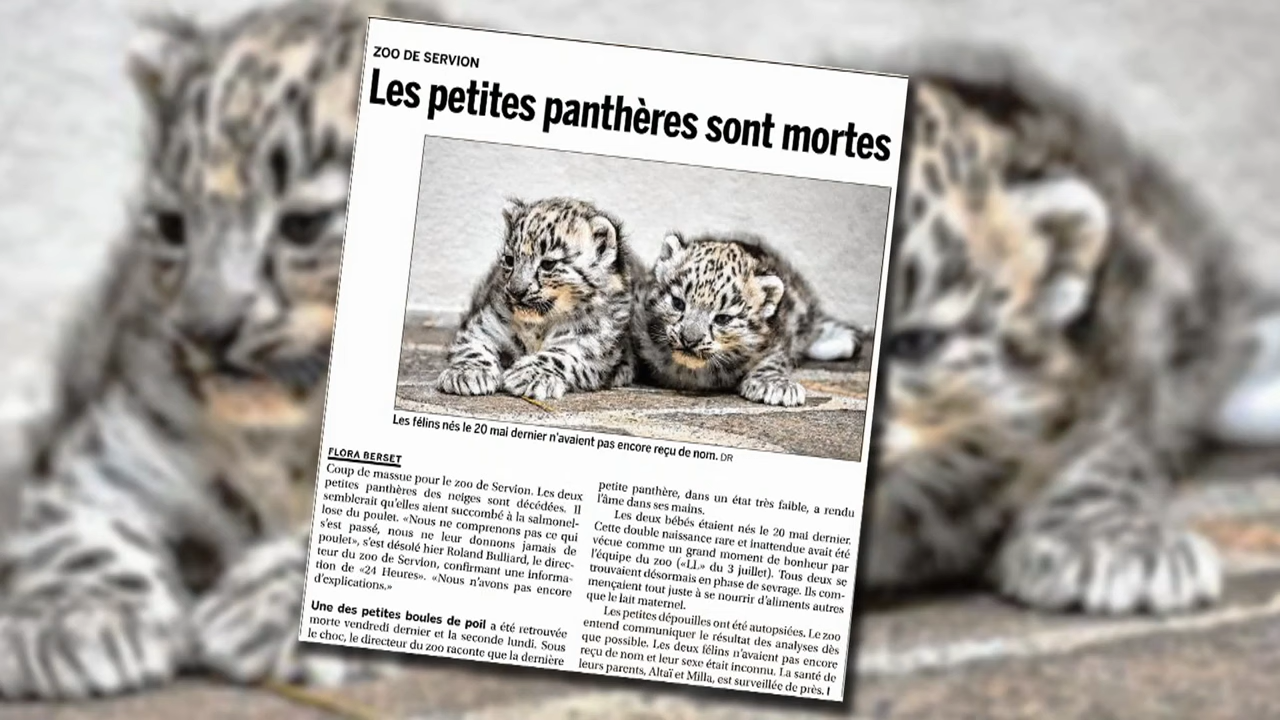 ZOO DE SERVION
Les petites panthères sont mortes
Les félins nés le 20 mai dernier n'avaient pas encore reçu de nom. DR
FLORA BERSET
Coup de massue pour le zoo de Servion. Les deux
petites panthères des neiges sont décédées. Il
semblerait qu'elles aient succombé à la salmonel-
lose du poulet. «Nous ne comprenons pas ce qui
s'est passé, nous ne leur donnons jamais de
poulet», s'est désolé hier Roland Bulliard, le direc-
teur du zoo de Servion, confirmant une informa-
tion de «24 Heures». «Nous n'avons pas encore
d'explications.»
Une des petites boules de poil a été retrouvée
morte vendredi dernier et la seconde lundi. Sous
le choc, le directeur du zoo raconte que la dernière
petite panthère, dans un état très faible, a rendu
l'âme dans ses mains.
Les deux bébés étaient nés le 20 mai dernier.
Cette double naissance rare et inattendue avait été
vécue comme un grand moment de bonheur par
l'équipe du zoo («LL» du 3 juillet). Tous deux se
trouvaient désormais en phase de sevrage. Ils com-
mençaient tout juste à se nourrir d'aliments autres
que le lait maternel.
Les petites dépouilles ont été autopsiées. Le zoo
entend communiquer le résultat des analyses dès
que possible. Les deux félins n'avaient pas encore
reçu de nom et leur sexe était inconnu. La santé de
leurs parents, Altaï et Milla, est surveillée de près. I